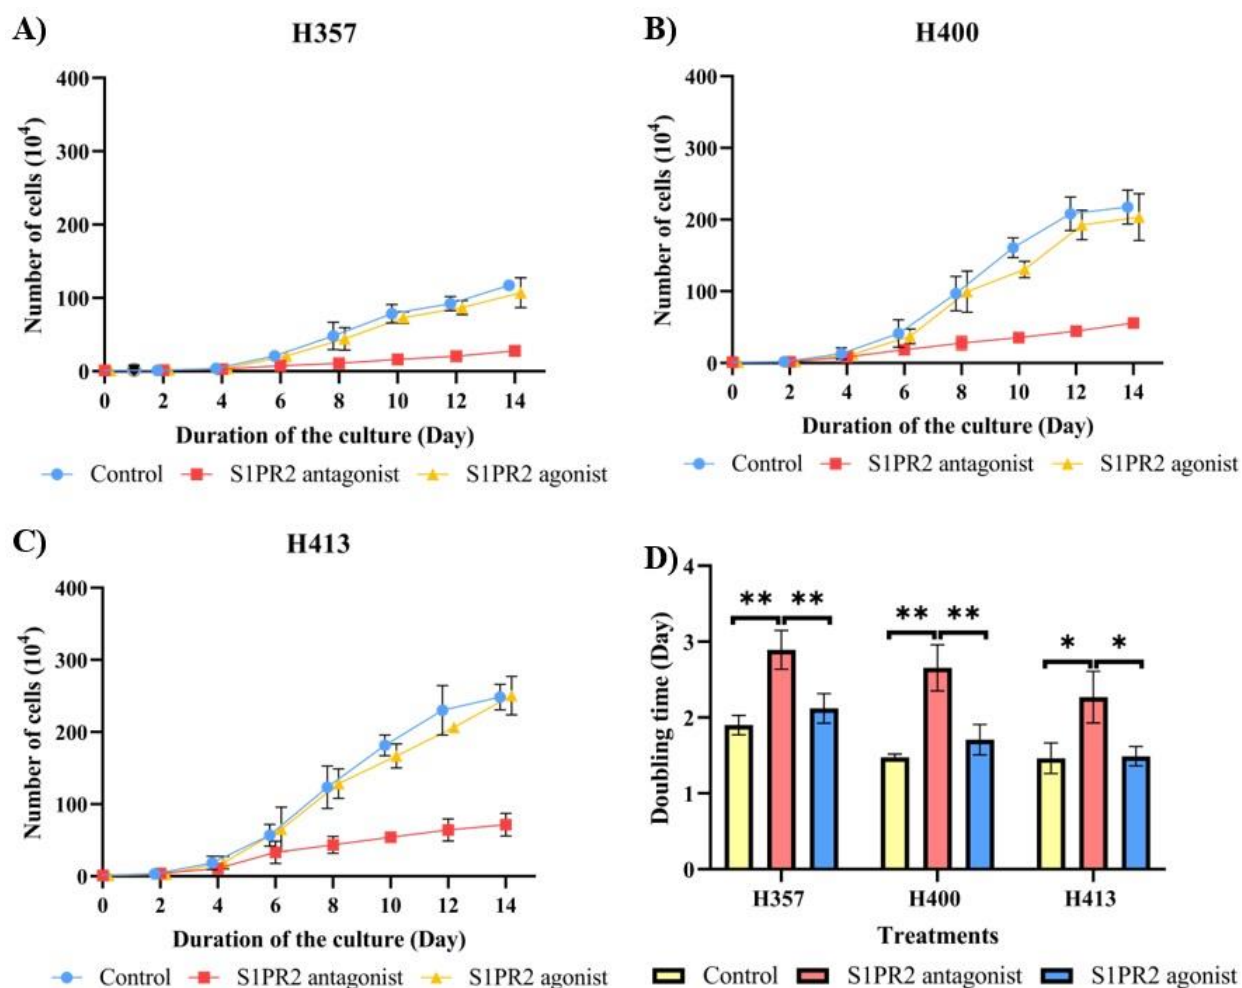 A)
H357
400
300
200
100
0
Number of cells (10⁴)
0 2 4 6 8 10 12 14
Duration of the culture (Day)
Control S1PR2 antagonist S1PR2 agonist
B)
H400
400
300
200
100
0
Number of cells (10⁴)
0 2 4 6 8 10 12 14
Duration of the culture (Day)
Control S1PR2 antagonist S1PR2 agonist
C)
H413
400
300
200
100
0
Number of cells (10⁴)
0 2 4 6 8 10 12 14
Duration of the culture (Day)
Control S1PR2 antagonist S1PR2 agonist
D)
4
3
2
1
0
Doubling time (Day)
** ** ** ** * *
H357 H400 H413
Treatments
Control S1PR2 antagonist S1PR2 agonist